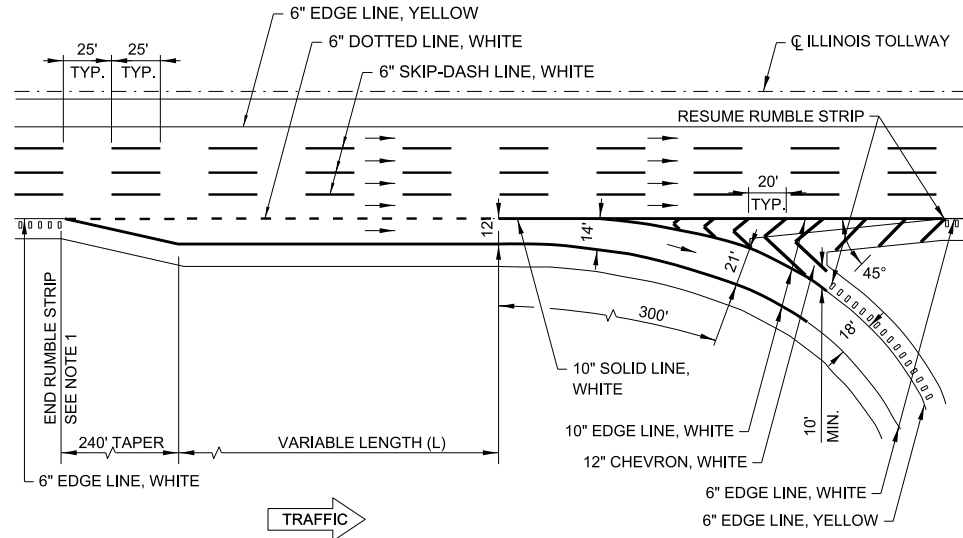 6" EDGE LINE, YELLOW
6" DOTTED LINE, WHITE
6" SKIP-DASH LINE, WHITE
℄ ILLINOIS TOLLWAY
25'
TYP.
25'
TYP.
RESUME RUMBLE STRIP
20'
TYP.
12'
14'
21'
45°
300'
18'
10'
MIN.
END RUMBLE STRIP
SEE NOTE 1
10" SOLID LINE,
WHITE
240' TAPER
VARIABLE LENGTH (L)
10" EDGE LINE, WHITE
12" CHEVRON, WHITE
6" EDGE LINE, WHITE
6" EDGE LINE, WHITE
6" EDGE LINE, YELLOW
TRAFFIC